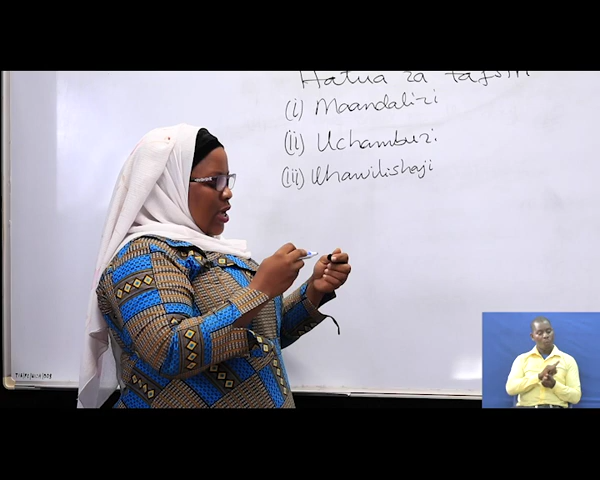 Hatua za tafsiri
(i) Maandalizi
(ii) Uchambuzi
(iii) Uhawilishaji